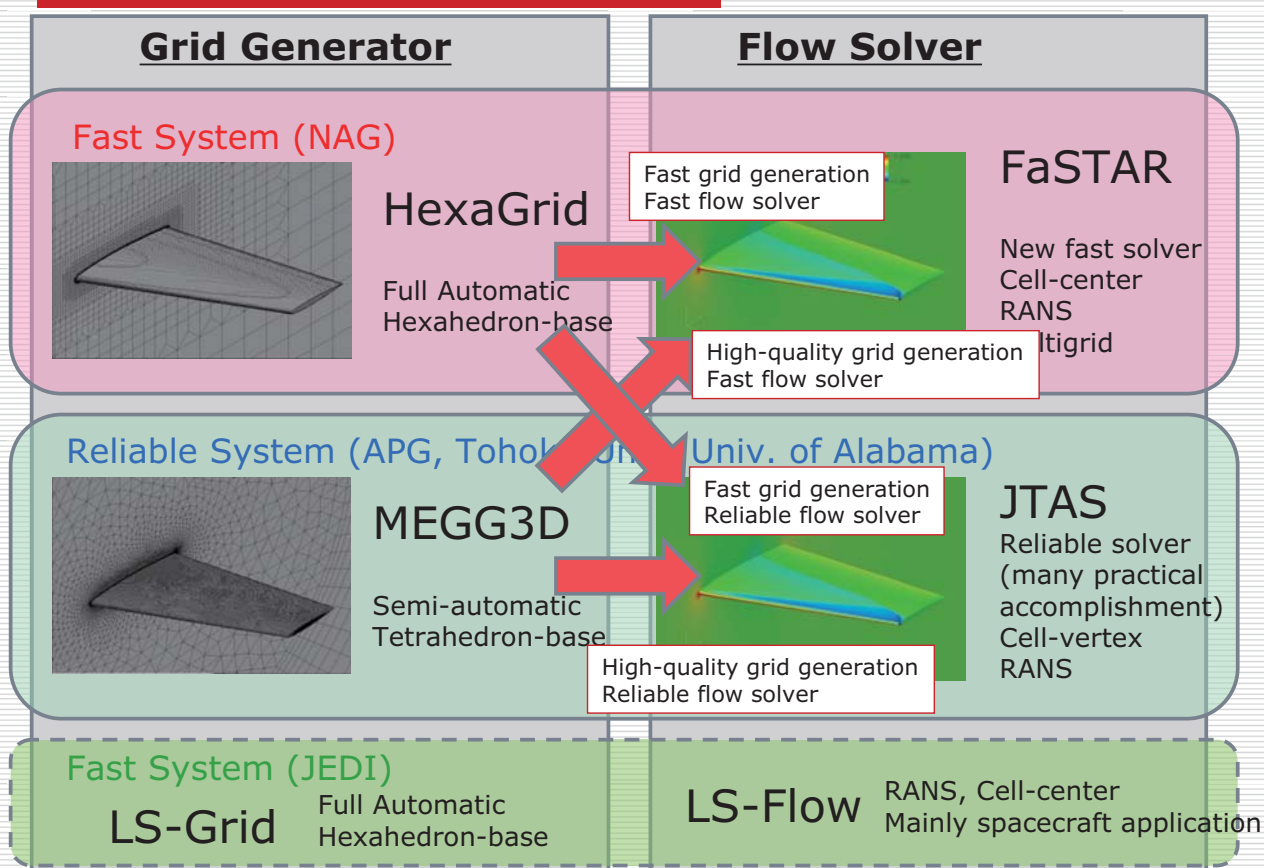 Grid Generator
Flow Solver
Fast System (NAG)
HexaGrid
Full Automatic
Hexahedron-base
Fast grid generation
Fast flow solver
FaSTAR
New fast solver
Cell-center
RANS
ltigrid
High-quality grid generation
Fast flow solver
Reliable System (APG, Tohok Un Univ. of Alabama)
MEGG3D
Semi-automatic
Tetrahedron-base
Fast grid generation
Reliable flow solver
JTAS
Reliable solver
(many practical
accomplishment)
Cell-vertex
RANS
High-quality grid generation
Reliable flow solver
Fast System (JEDI)
LS-Grid
Full Automatic
Hexahedron-base
LS-Flow
RANS, Cell-center
Mainly spacecraft application